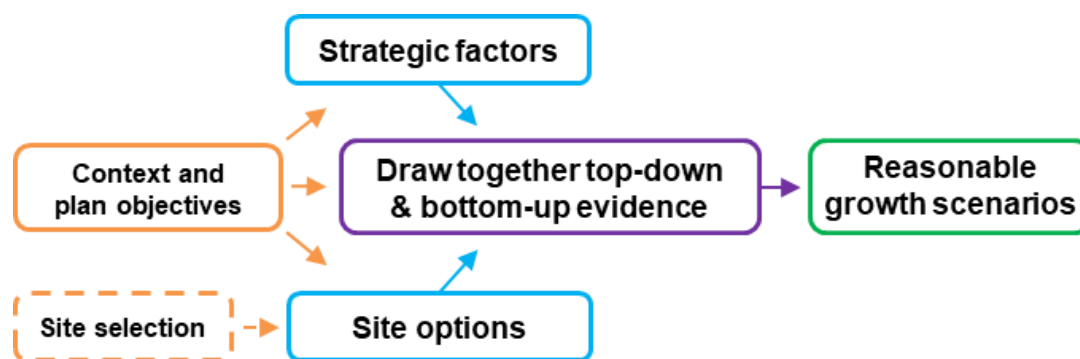 Strategic factors
Context and
plan objectives
Draw together top-down
& bottom-up evidence
Reasonable
growth scenarios
Site selection
Site options